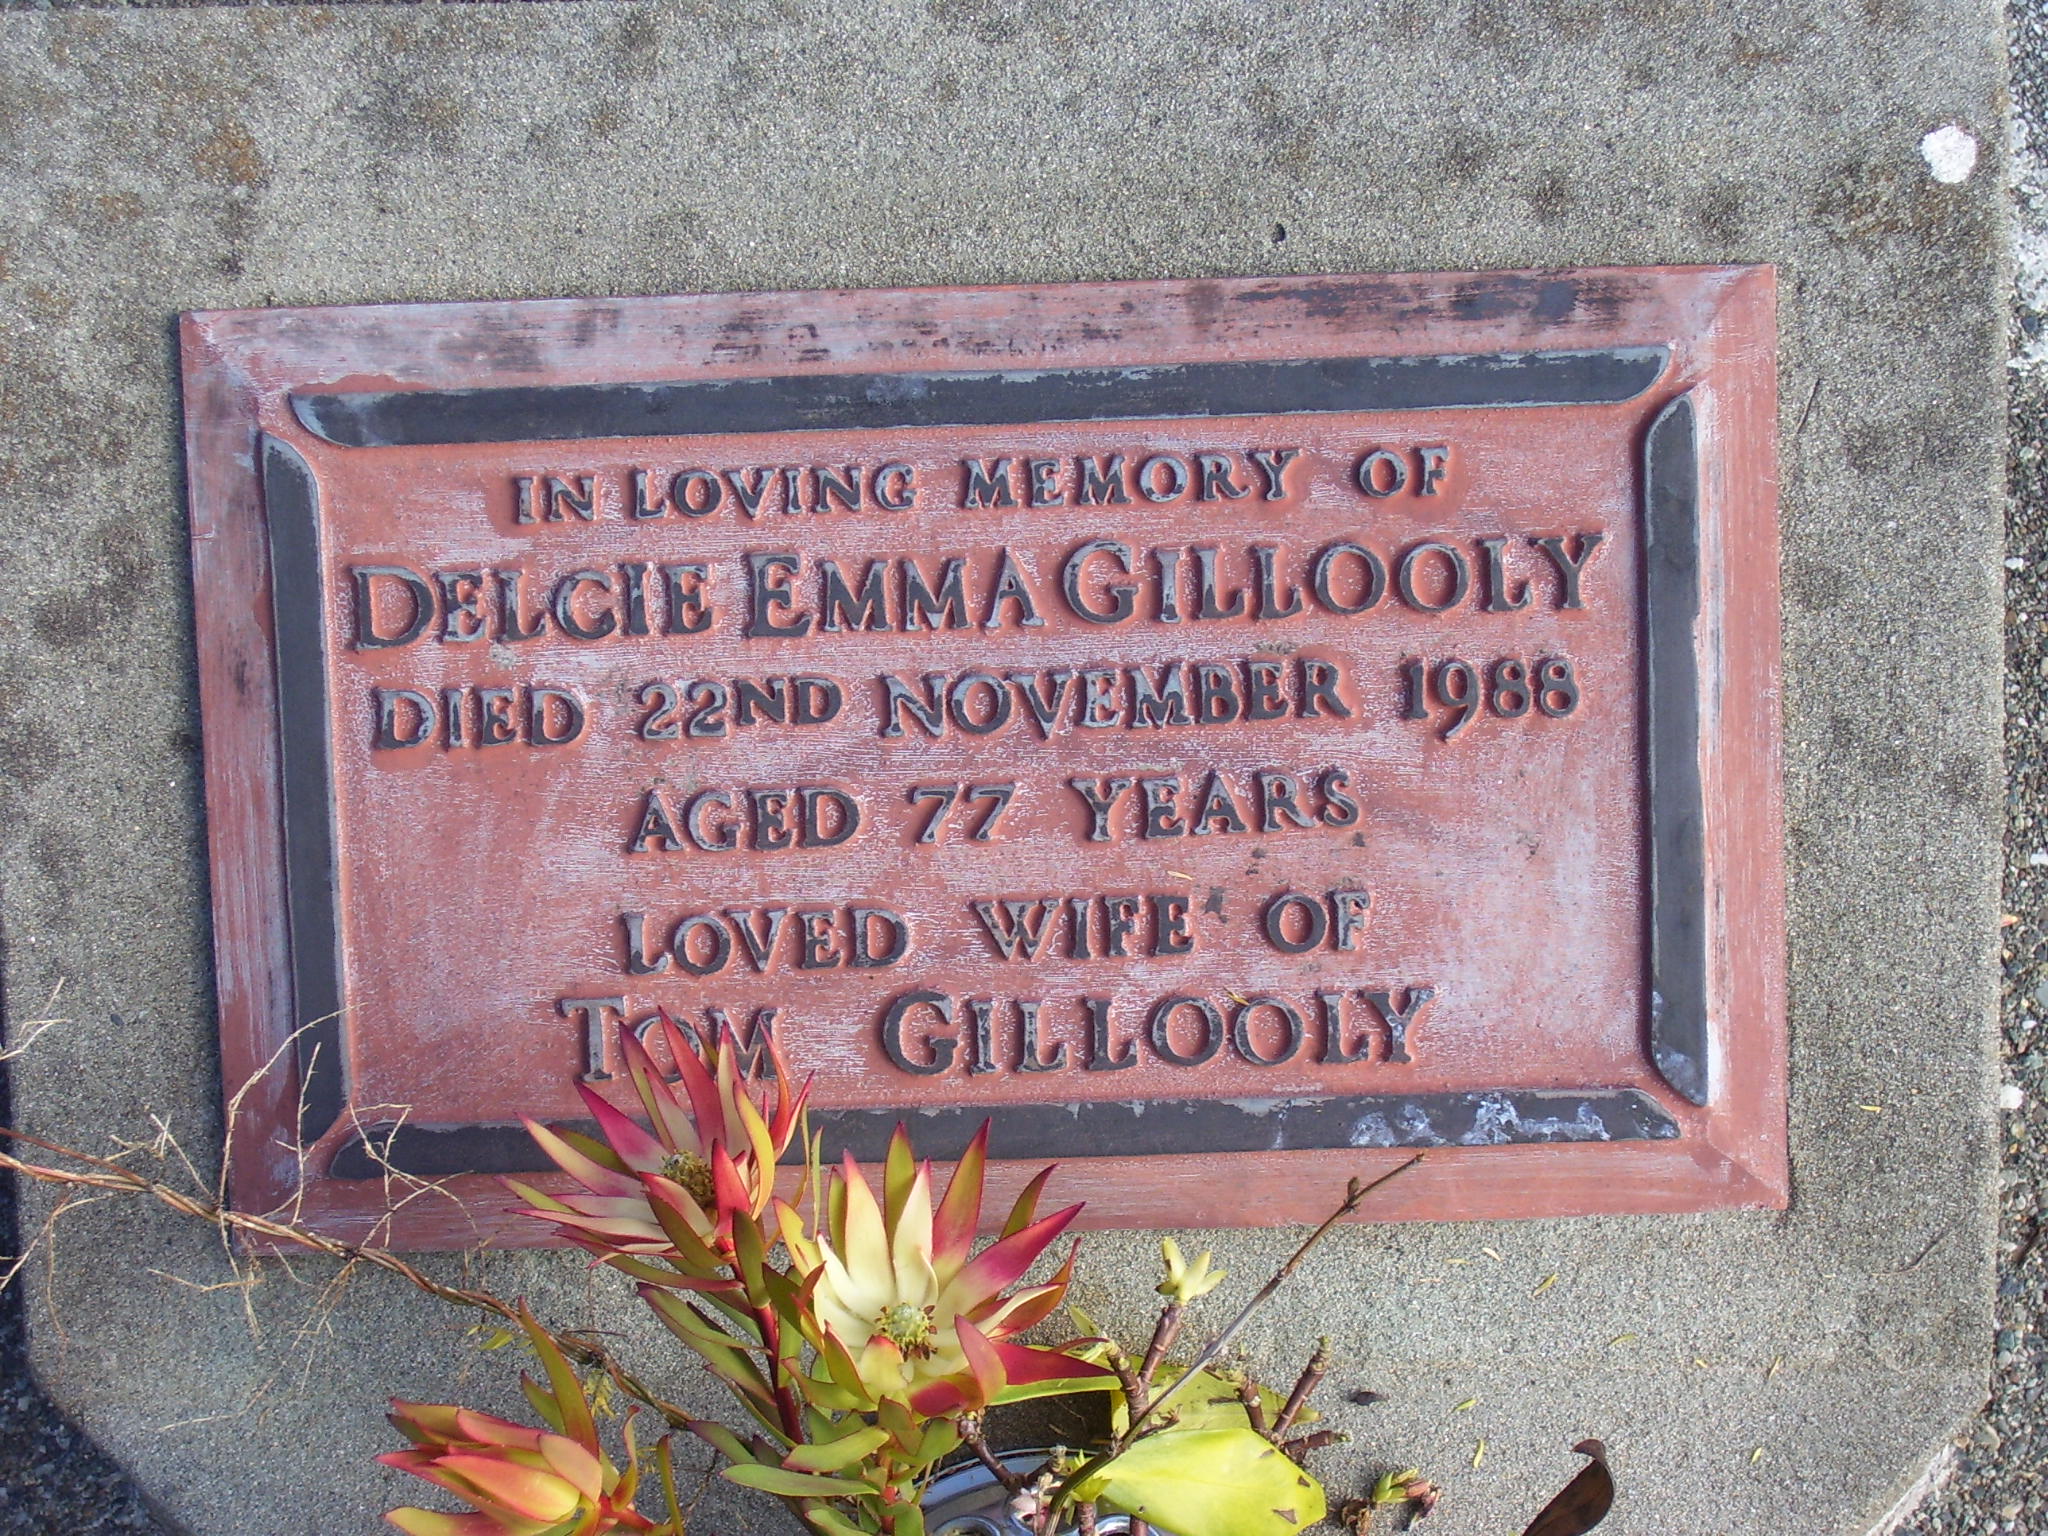 IN LOVING MEMORY OF
DELCIE EMMA GILLOOLY
DIED 22ND NOVEMBER 1988
AGED 77 YEARS
LOVED WIFE OF
TOM GILLOOLY